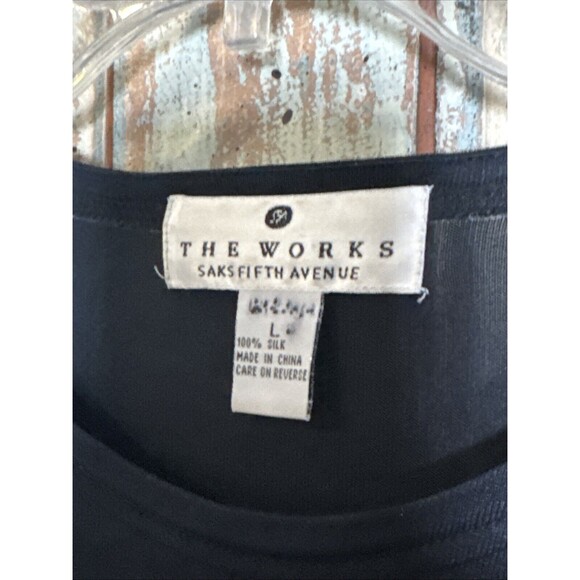 THE WORKS
SAKS FIFTH AVENUE
L
100% SILK
MADE IN CHINA
CARE ON REVERSE